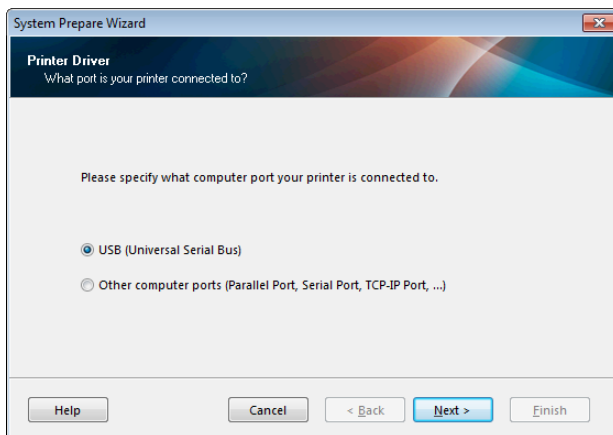 System Prepare Wizard
Printer Driver
What port is your printer connected to?
Please specify what computer port your printer is connected to.
USB (Universal Serial Bus)
Other computer ports (Parallel Port, Serial Port, TCP-IP Port, ...)
Help Cancel < Back Next > Finish